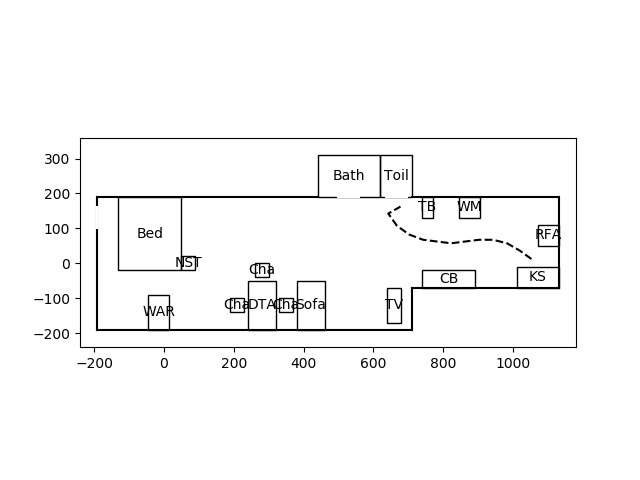 300
200
100
0
−100
−200
Bath
Toil
TB
WM
Bed
RFA
NST
Cha
CB
KS
WAR
Cha
DTA
Cha
Sofa
TV
−200
0
200
400
600
800
1000